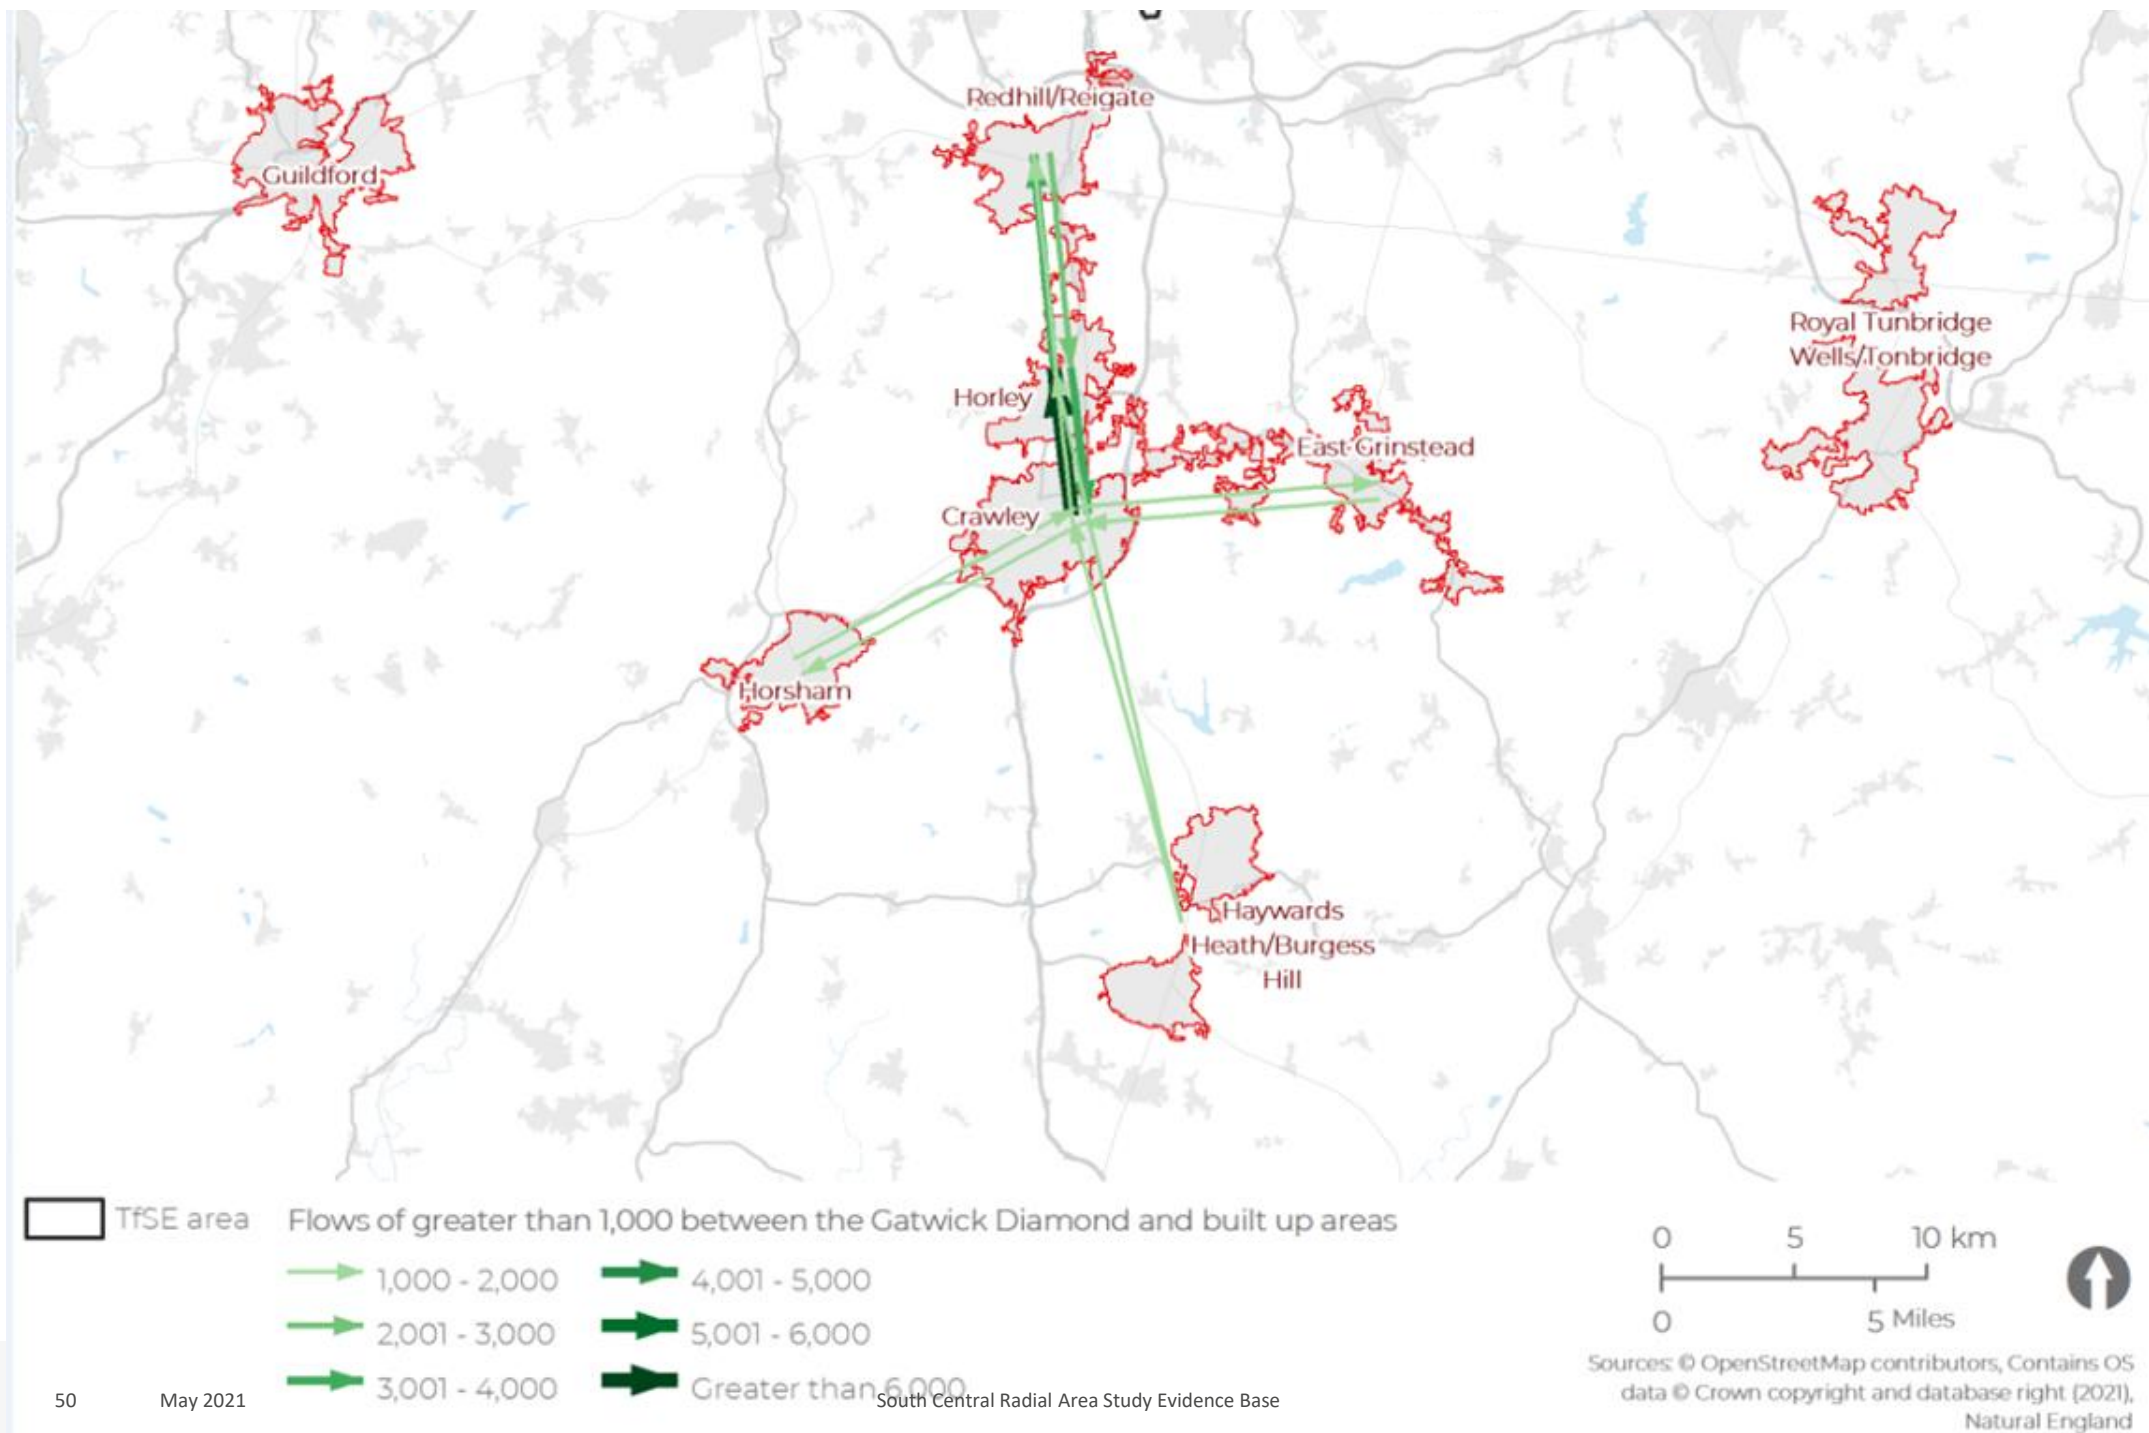 Redhill/Reigate
Guildford
Royal Tunbridge
Wells/Tonbridge
Horley
East Grinstead
Crawley
Horsham
Haywards
Heath/Burgess
Hill
TfSE area
Flows of greater than 1,000 between the Gatwick Diamond and built up areas
1,000 - 2,000
2,001 - 3,000
3,001 - 4,000
4,001 - 5,000
5,001 - 6,000
Greater than 6,000
0 5 10 km
0 5 Miles
Sources: © OpenStreetMap contributors, Contains OS
data © Crown copyright and database right (2021),
Natural England
50 May 2021 South Central Radial Area Study Evidence Base